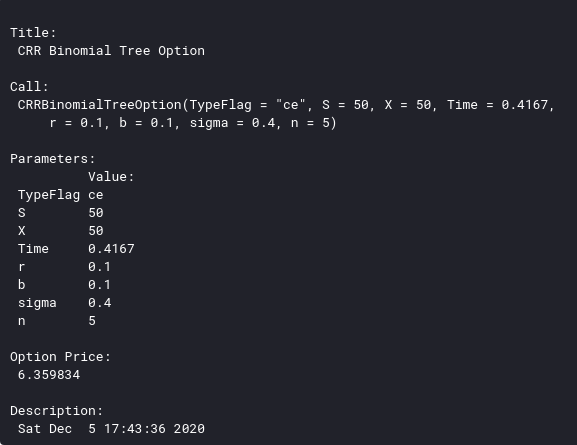 Title:
CRR Binomial Tree Option
Call:
CRRBinomialTreeOption(TypeFlag = "ce", S = 50, X = 50, Time = 0.4167,
r = 0.1, b = 0.1, sigma = 0.4, n = 5)
Parameters:
Value:
TypeFlag ce
S 50
X 50
Time 0.4167
r 0.1
b 0.1
sigma 0.4
n 5
Option Price:
6.359834
Description:
Sat Dec  5 17:43:36 2020